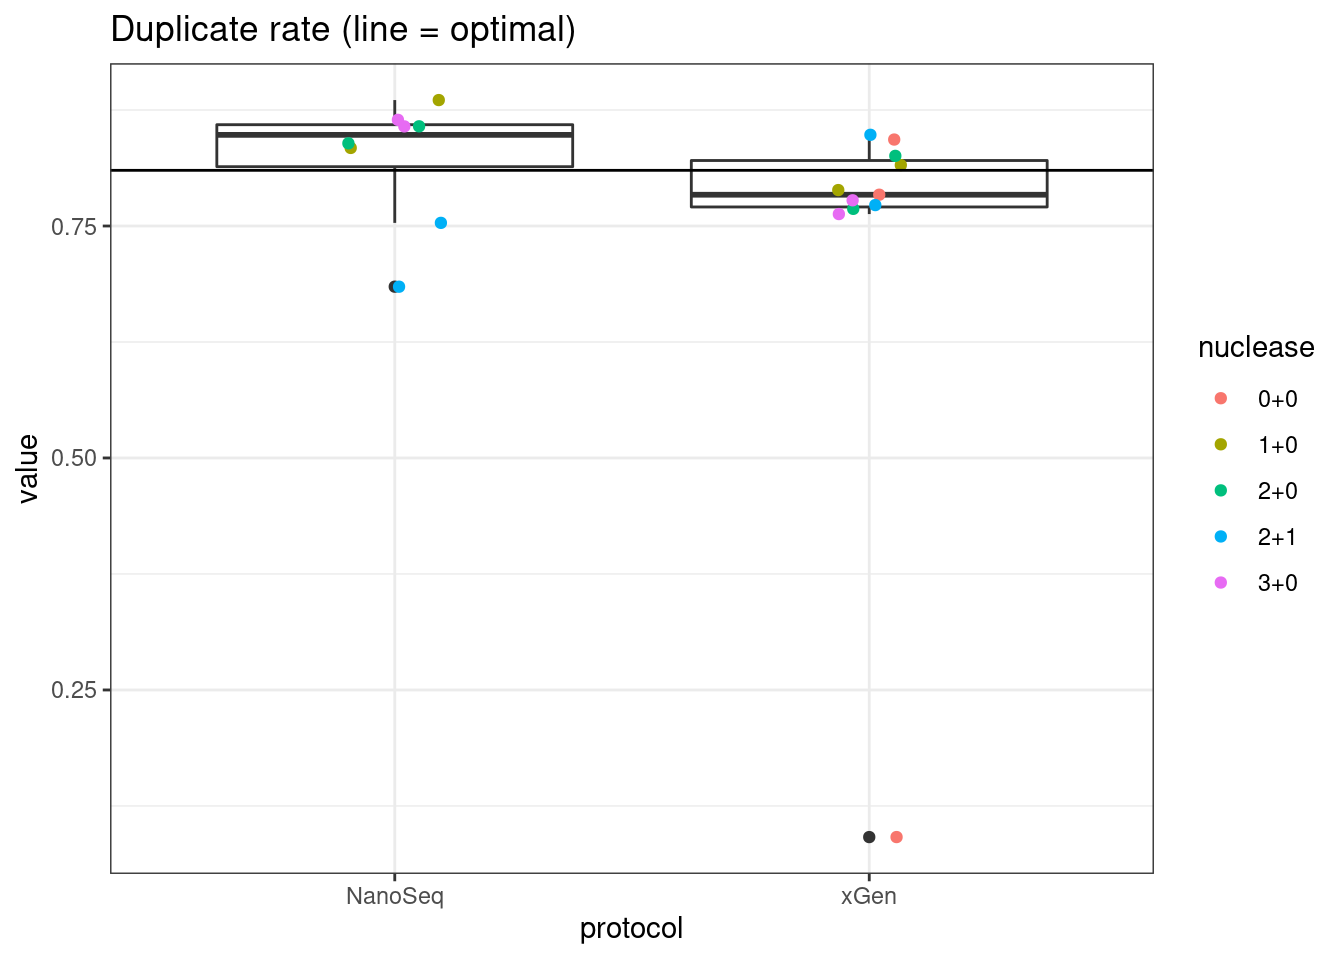 Duplicate rate (line = optimal)
value
0.75
0.50
0.25
NanoSeq
xGen
protocol
nuclease
0+0
1+0
2+0
2+1
3+0